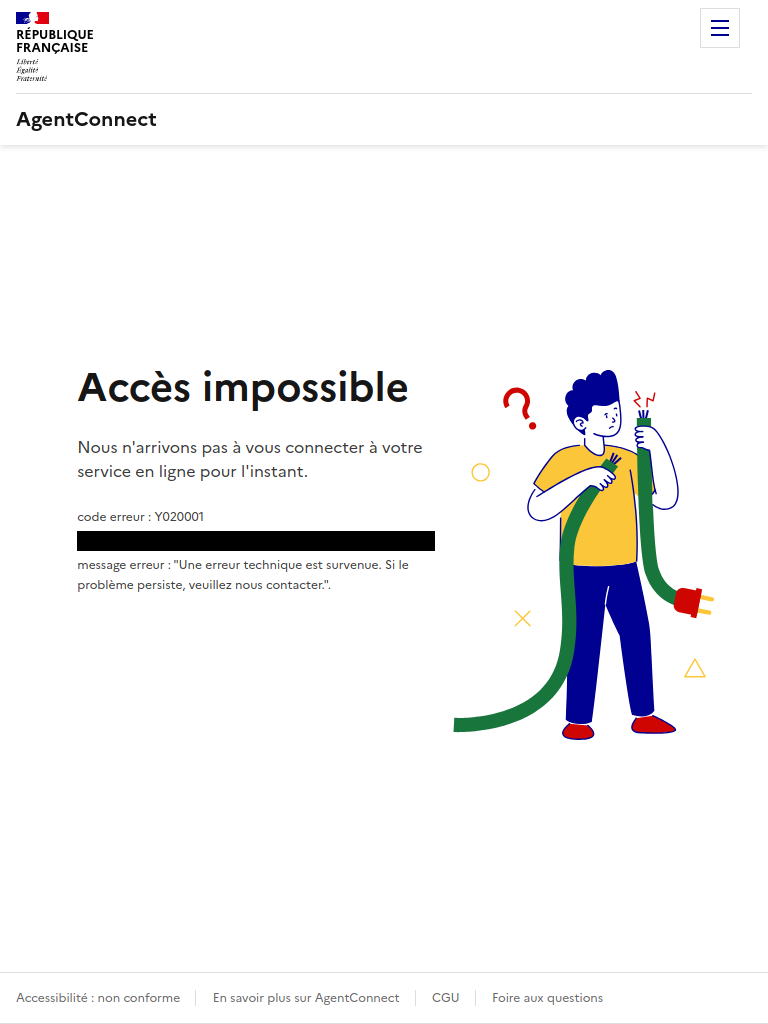 RÉPUBLIQUE
FRANÇAISE
Liberté
Égalité
Fraternité
AgentConnect
Accès impossible
Nous n'arrivons pas à vous connecter à votre
service en ligne pour l'instant.
code erreur : Y020001
message erreur : "Une erreur technique est survenue. Si le
problème persiste, veuillez nous contacter.".
Accessibilité : non conforme
En savoir plus sur AgentConnect
CGU
Foire aux questions